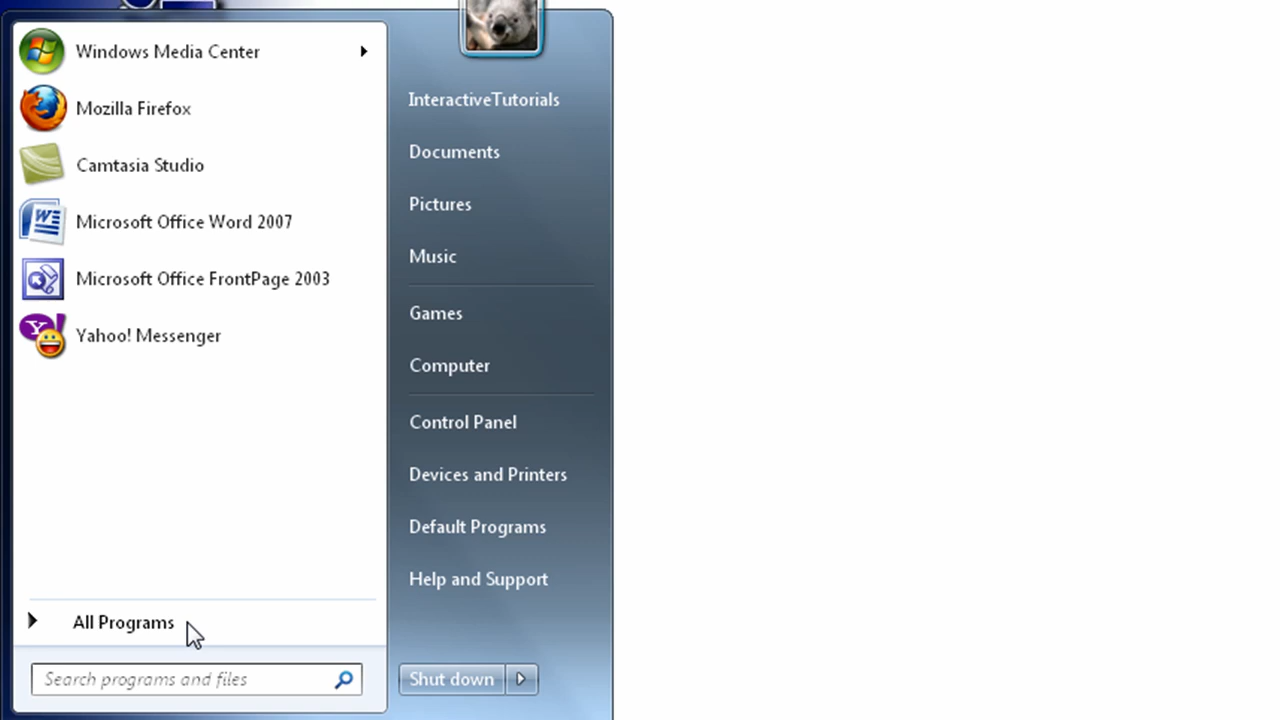 Windows Media Center
Mozilla Firefox
Camtasia Studio
Microsoft Office Word 2007
Microsoft Office FrontPage 2003
Yahoo! Messenger
All Programs
Search programs and files
InteractiveTutorials
Documents
Pictures
Music
Games
Computer
Control Panel
Devices and Printers
Default Programs
Help and Support
Shut down